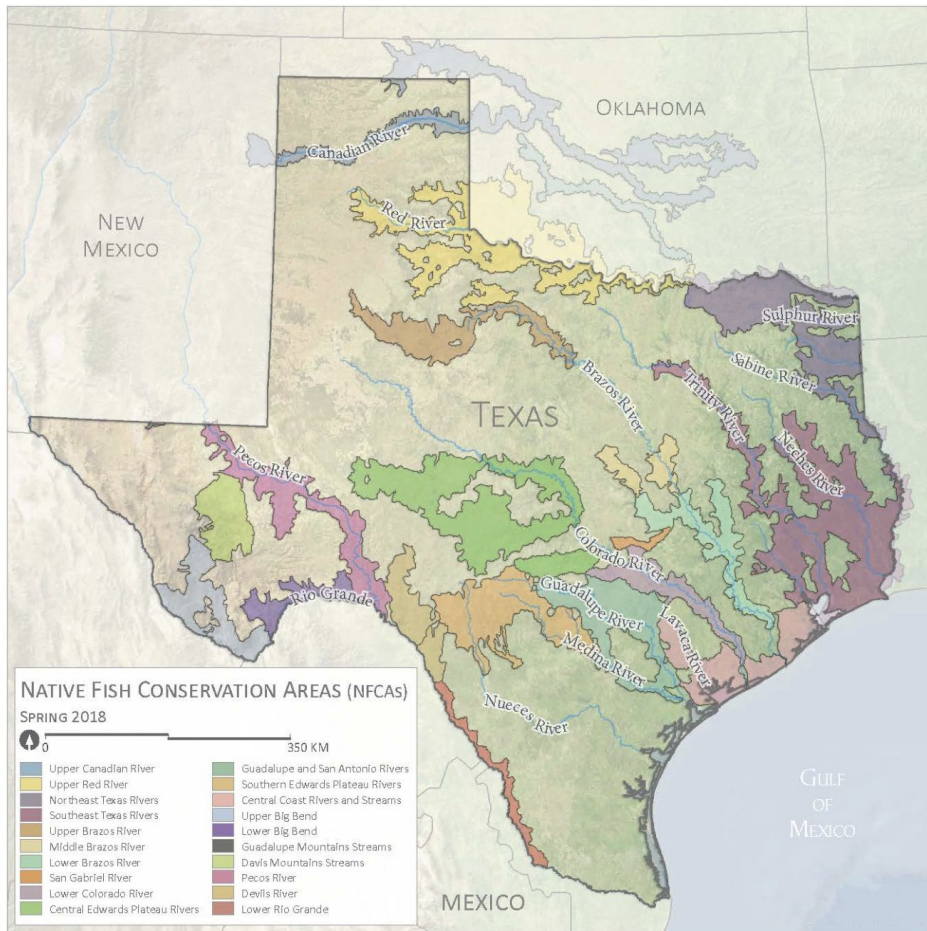 OKLAHOMA
Canadian River
NEW
MEXICO
Red River
Sulphur River
Sabine River
Brazos River
Trinity River
TEXAS
Neches River
Pecos River
Colorado River
Rio Grande
Guadalupe River
Lavaca River
Medina River
Nueces River
NATIVE FISH CONSERVATION AREAS (NFCAs)
SPRING 2018
0 350 KM
Upper Canadian River
Upper Red River
Northeast Texas Rivers
Southeast Texas Rivers
Upper Brazos River
Middle Brazos River
Lower Brazos River
San Gabriel River
Lower Colorado River
Central Edwards Plateau Rivers
Guadalupe and San Antonio Rivers
Southern Edwards Plateau Rivers
Central Coast Rivers and Streams
Upper Big Bend
Lower Big Bend
Guadalupe Mountains Streams
Davis Mountains Streams
Pecos River
Devils River
Lower Rio Grande
GULF
OF
MEXICO
MEXICO